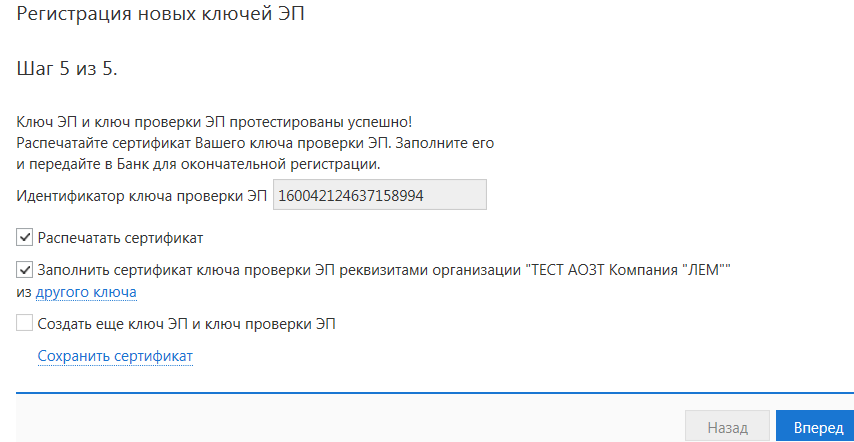 Регистрация новых ключей ЭП
Шаг 5 из 5.
Ключ ЭП и ключ проверки ЭП протестированы успешно!
Распечатайте сертификат Вашего ключа проверки ЭП. Заполните его
и передайте в Банк для окончательной регистрации.
Идентификатор ключа проверки ЭП 160042124637158994
Распечатать сертификат
Заполнить сертификат ключа проверки ЭП реквизитами организации "ТЕСТ АОЗТ Компания "ЛЕМ""
из другого ключа
Создать еще ключ ЭП и ключ проверки ЭП
Сохранить сертификат
Назад Вперед